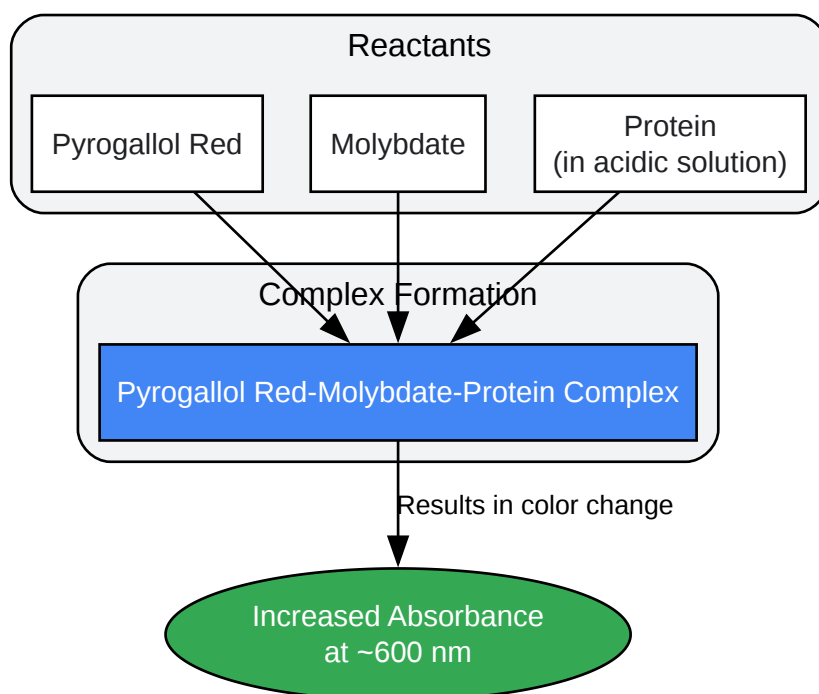 Reactants
Pyrogallol Red
Molybdate
Protein
(in acidic solution)
Complex Formation
Pyrogallol Red-Molybdate-Protein Complex
Results in color change
Increased Absorbance
at ~600 nm